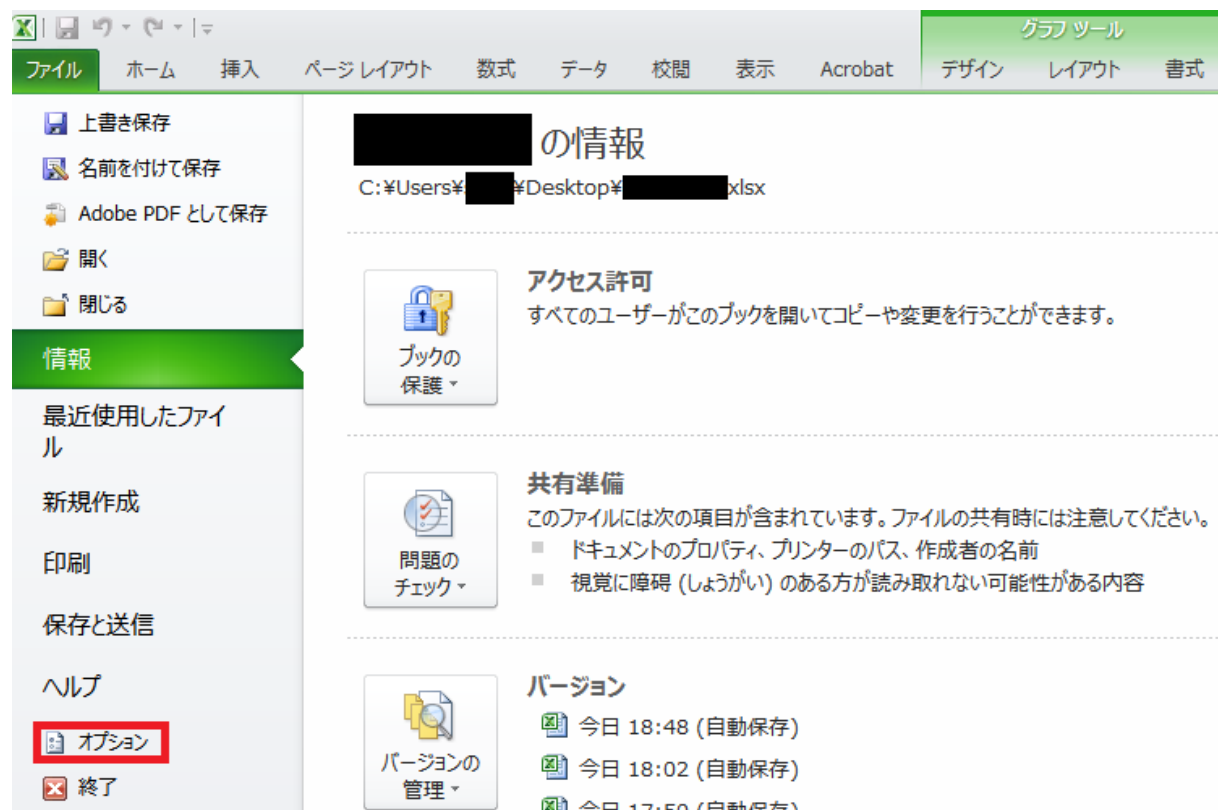 グラフ ツール
ファイル ホーム 挿入 ページ レイアウト 数式 データ 校閲 表示 Acrobat デザイン レイアウト 書式
上書き保存
名前を付けて保存
Adobe PDF として保存
開く
閉じる
情報
最近使用したファイ
ル
新規作成
印刷
保存と送信
ヘルプ
オプション
終了
の情報
C:¥Users¥ ¥Desktop¥ xlsx
ブックの
保護
アクセス許可
すべてのユーザーがこのブックを開いてコピーや変更を行うことができます。
問題の
チェック
共有準備
このファイルには次の項目が含まれています。ファイルの共有時には注意してください。
ドキュメントのプロパティ、プリンターのパス、作成者の名前
視覚に障碍 (しょうがい) のある方が読み取れない可能性がある内容
バージョンの
管理
バージョン
今日 18:48 (自動保存)
今日 18:02 (自動保存)
今日 17:50 (自動保存)